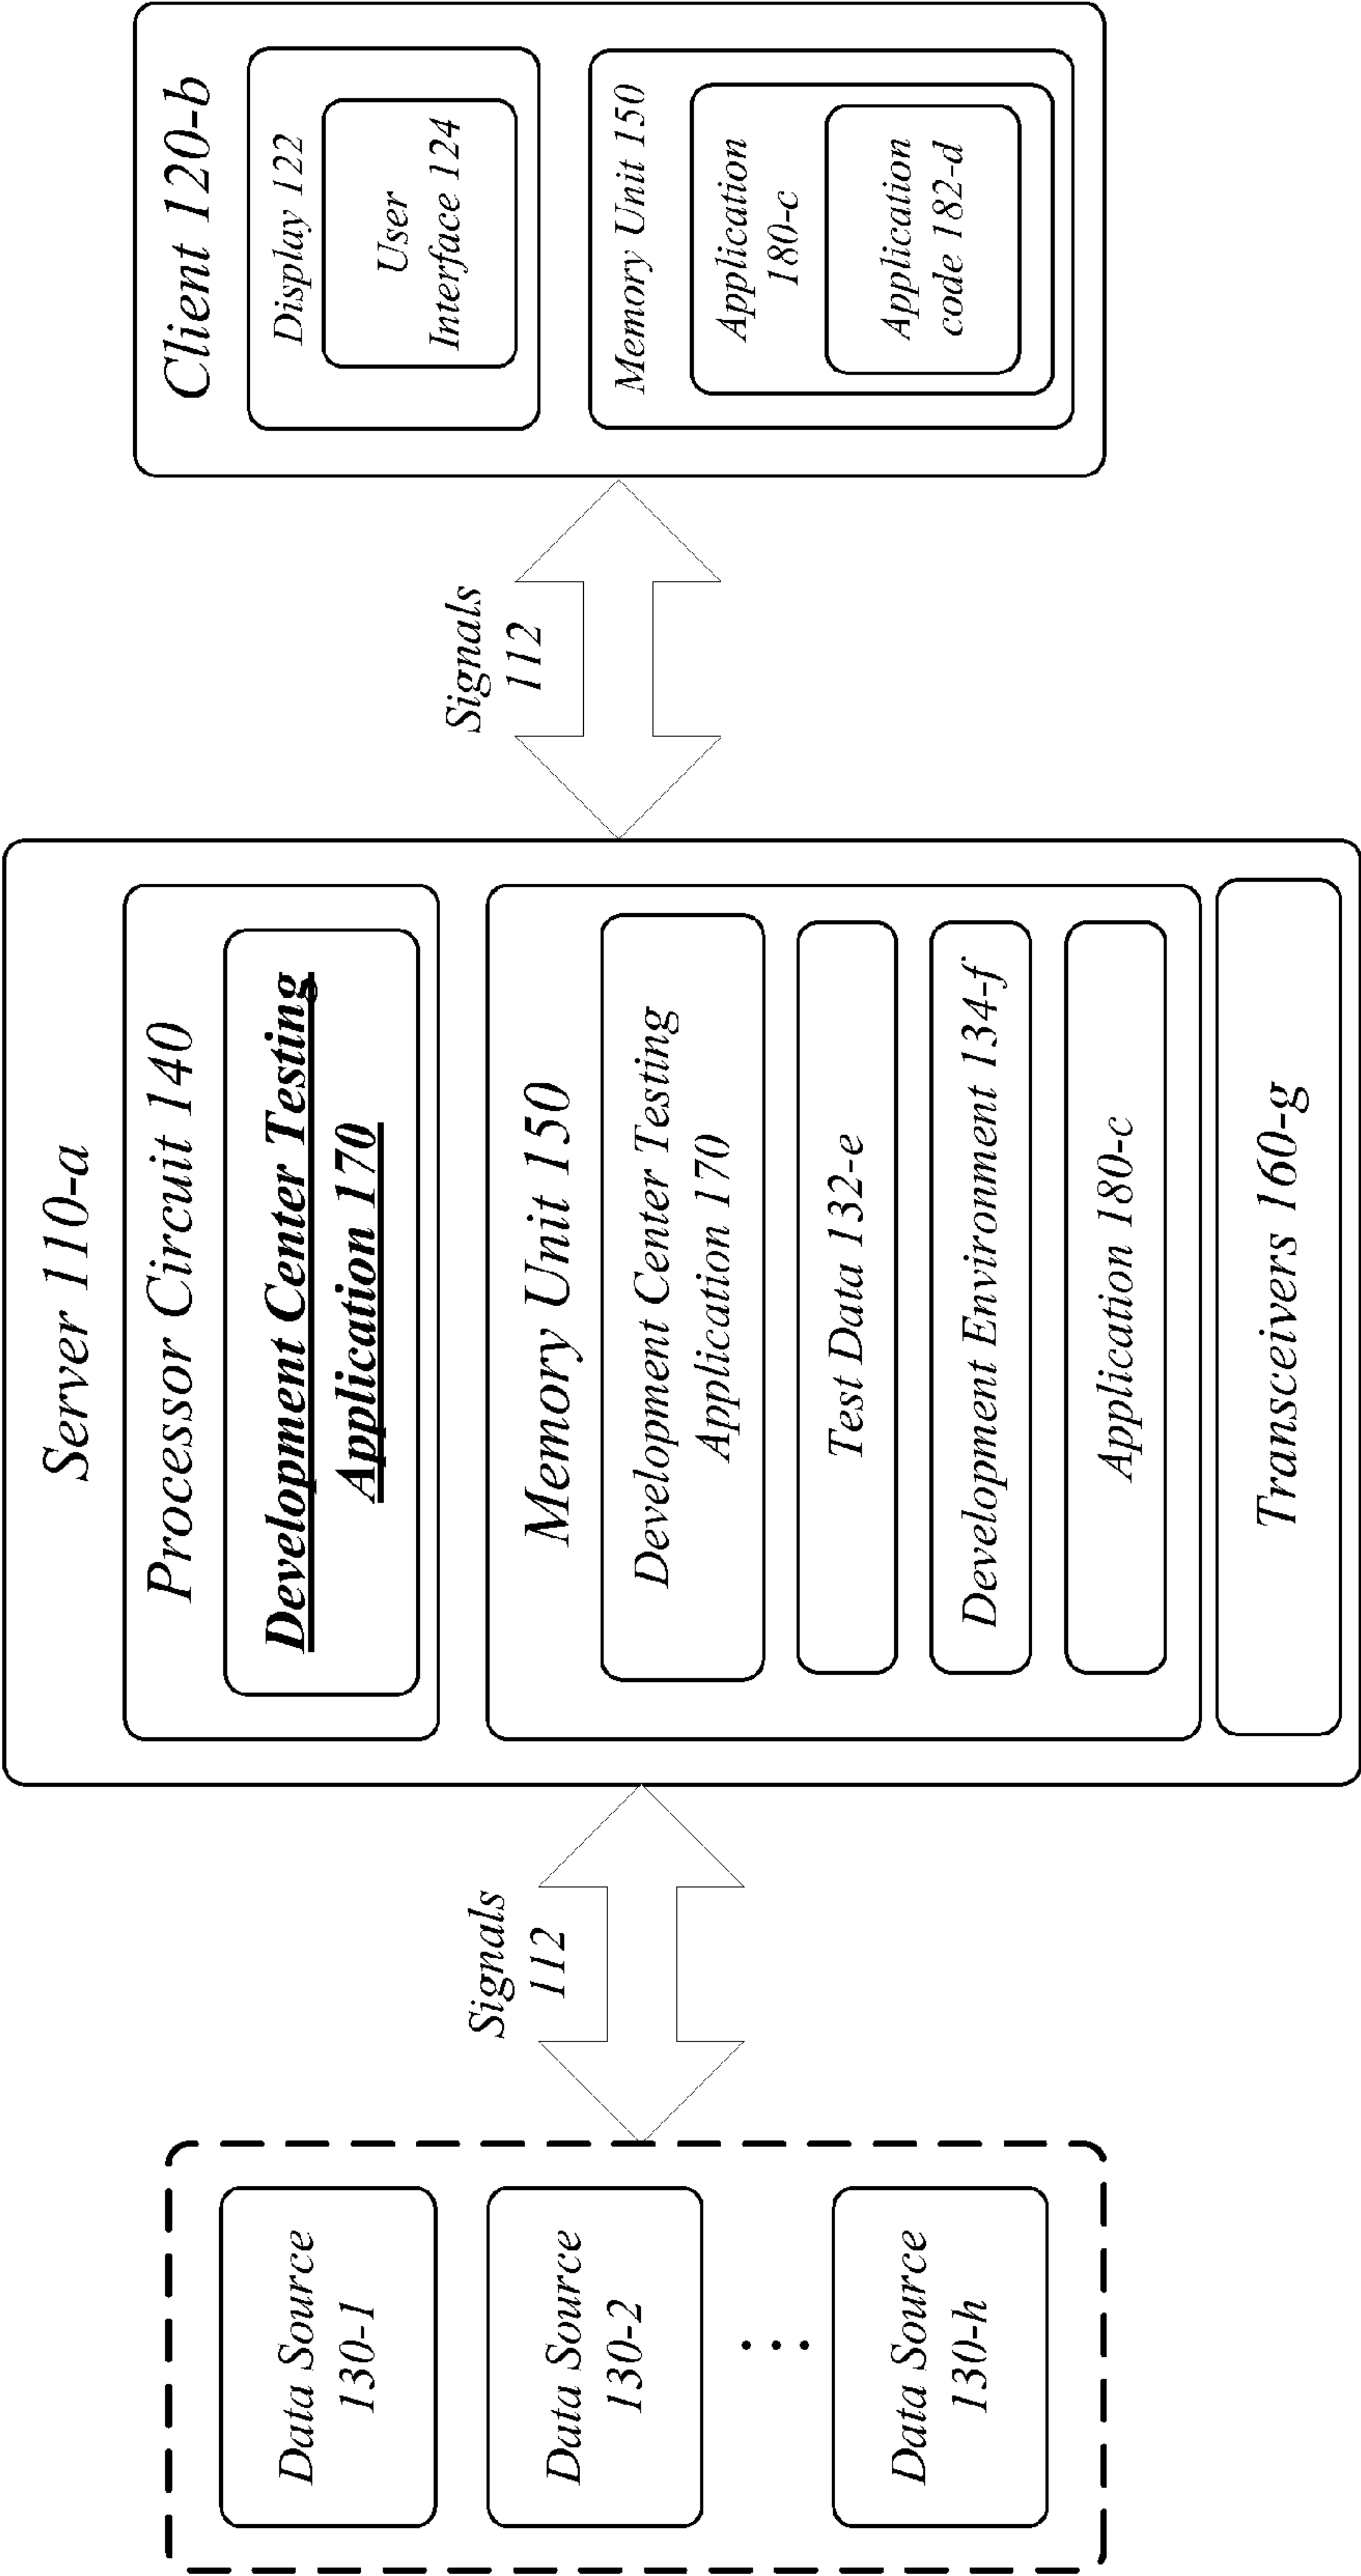 Data Source
130-1
Data Source
130-2
Data Source
130-h
Signals
112
Server 110-a
Processor Circuit 140
Development Center Testing
Application 170
Memory Unit 150
Development Center Testing
Application 170
Test Data 132-e
Development Environment 134-f
Application 180-c
Transceivers 160-g
Signals
112
Client 120-b
Display 122
User
Interface 124
Memory Unit 150
Application
180-c
Application
code 182-d